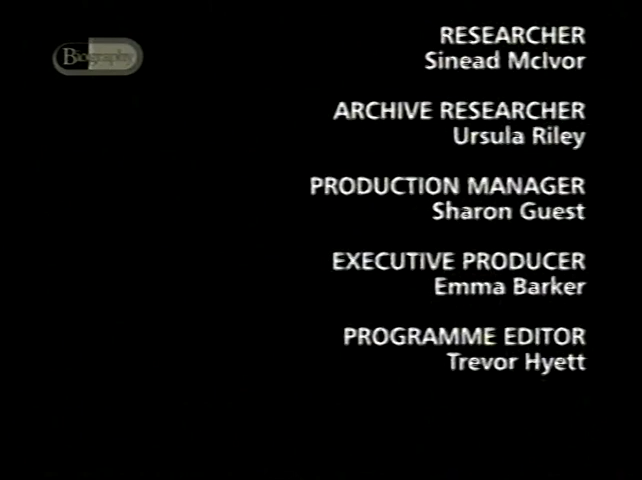 Biography
RESEARCHER
Sinead McIvor
ARCHIVE RESEARCHER
Ursula Riley
PRODUCTION MANAGER
Sharon Guest
EXECUTIVE PRODUCER
Emma Barker
PROGRAMME EDITOR
Trevor Hyett